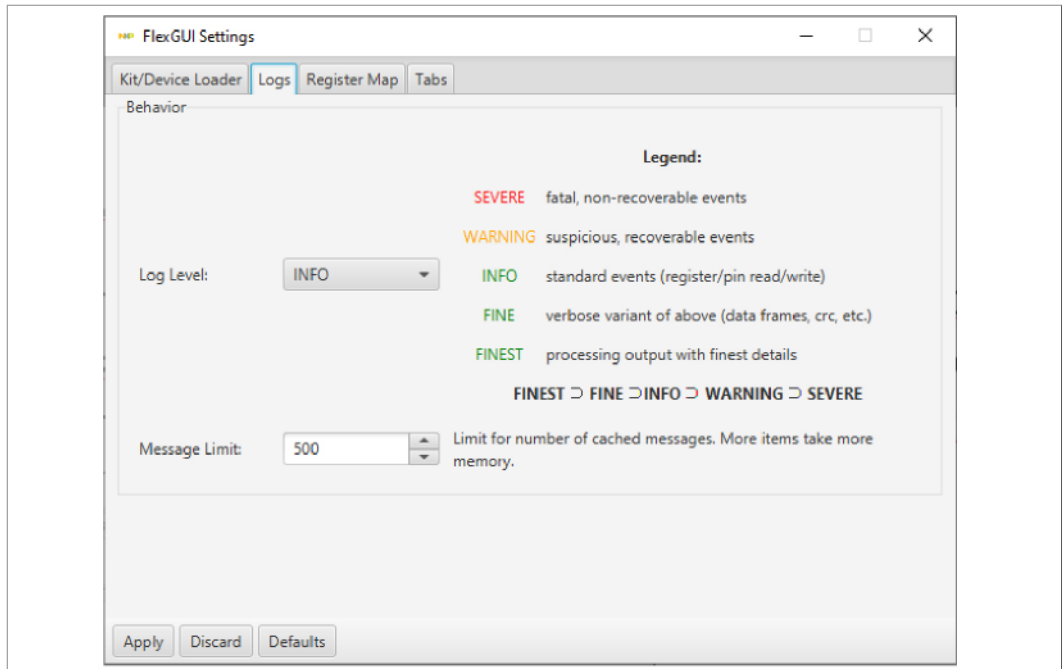 NXP FlexGUI Settings
Kit/Device Loader Logs Register Map Tabs
Behavior
Legend:
SEVERE fatal, non-recoverable events
WARNING suspicious, recoverable events
Log Level: INFO INFO standard events (register/pin read/write)
FINE verbose variant of above (data frames, crc, etc.)
FINEST processing output with finest details
FINEST ⊃ FINE ⊃INFO ⊃ WARNING ⊃ SEVERE
Message Limit: 500 Limit for number of cached messages. More items take more
memory.
Apply Discard Defaults